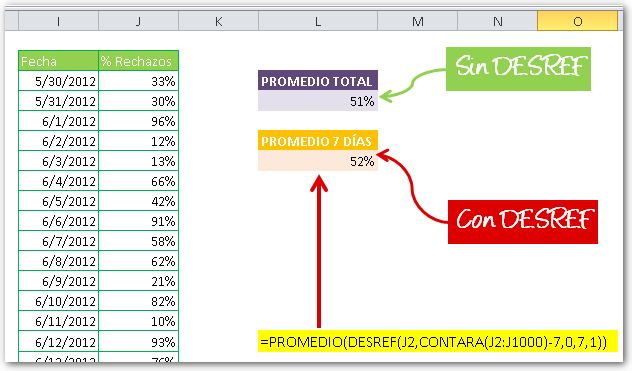 I J K L M N O
Fecha % Rechazos
5/30/2012 33%
5/31/2012 30%
6/1/2012 96%
6/2/2012 12%
6/3/2012 13%
6/4/2012 66%
6/5/2012 42%
6/6/2012 91%
6/7/2012 58%
6/8/2012 62%
6/9/2012 21%
6/10/2012 82%
6/11/2012 10%
6/12/2012 93%
76%
PROMEDIO TOTAL
51%
PROMEDIO 7 DÍAS
52%
Sin DESREF
Con DESREF
=PROMEDIO(DESREF(J2,CONTARA(J2:J1000)-7,0,7,1))